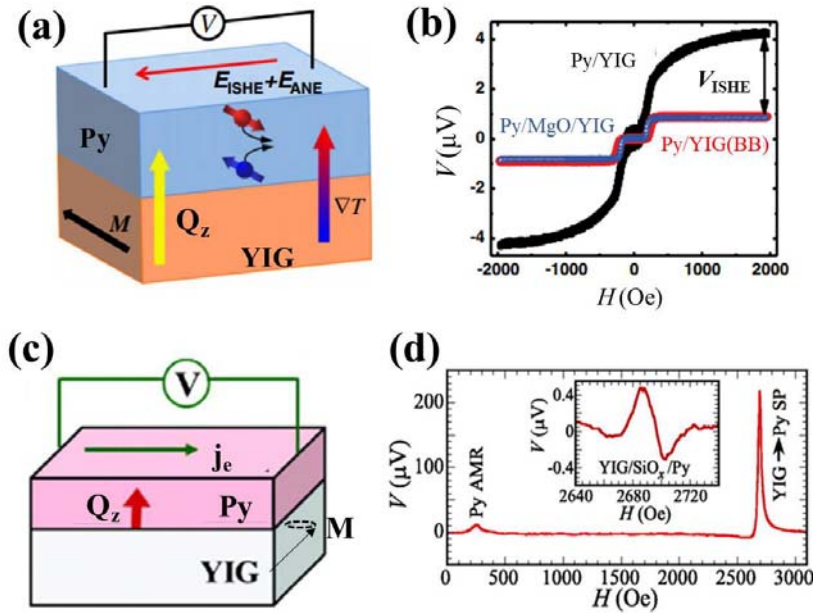 (a)
V
E_ISHE+E_ANE
Py
M
Q_z
∇T
YIG
(b)
4
2
0
-2
-4
V(μV)
Py/YIG
V_ISHE
Py/MgO/YIG
Py/YIG(BB)
-2000 -1000 0 1000 2000
H(Oe)
(c)
V
j_e
Q_z
Py
M
YIG
(d)
200
100
0
V(μV)
Py AMR
0.4
0
-0.4
V(μV)
YIG/SiO_x/Py
2640 2680 2720
H(Oe)
YIG → Py SP
0 500 1000 1500 2000 2500 3000
H(Oe)